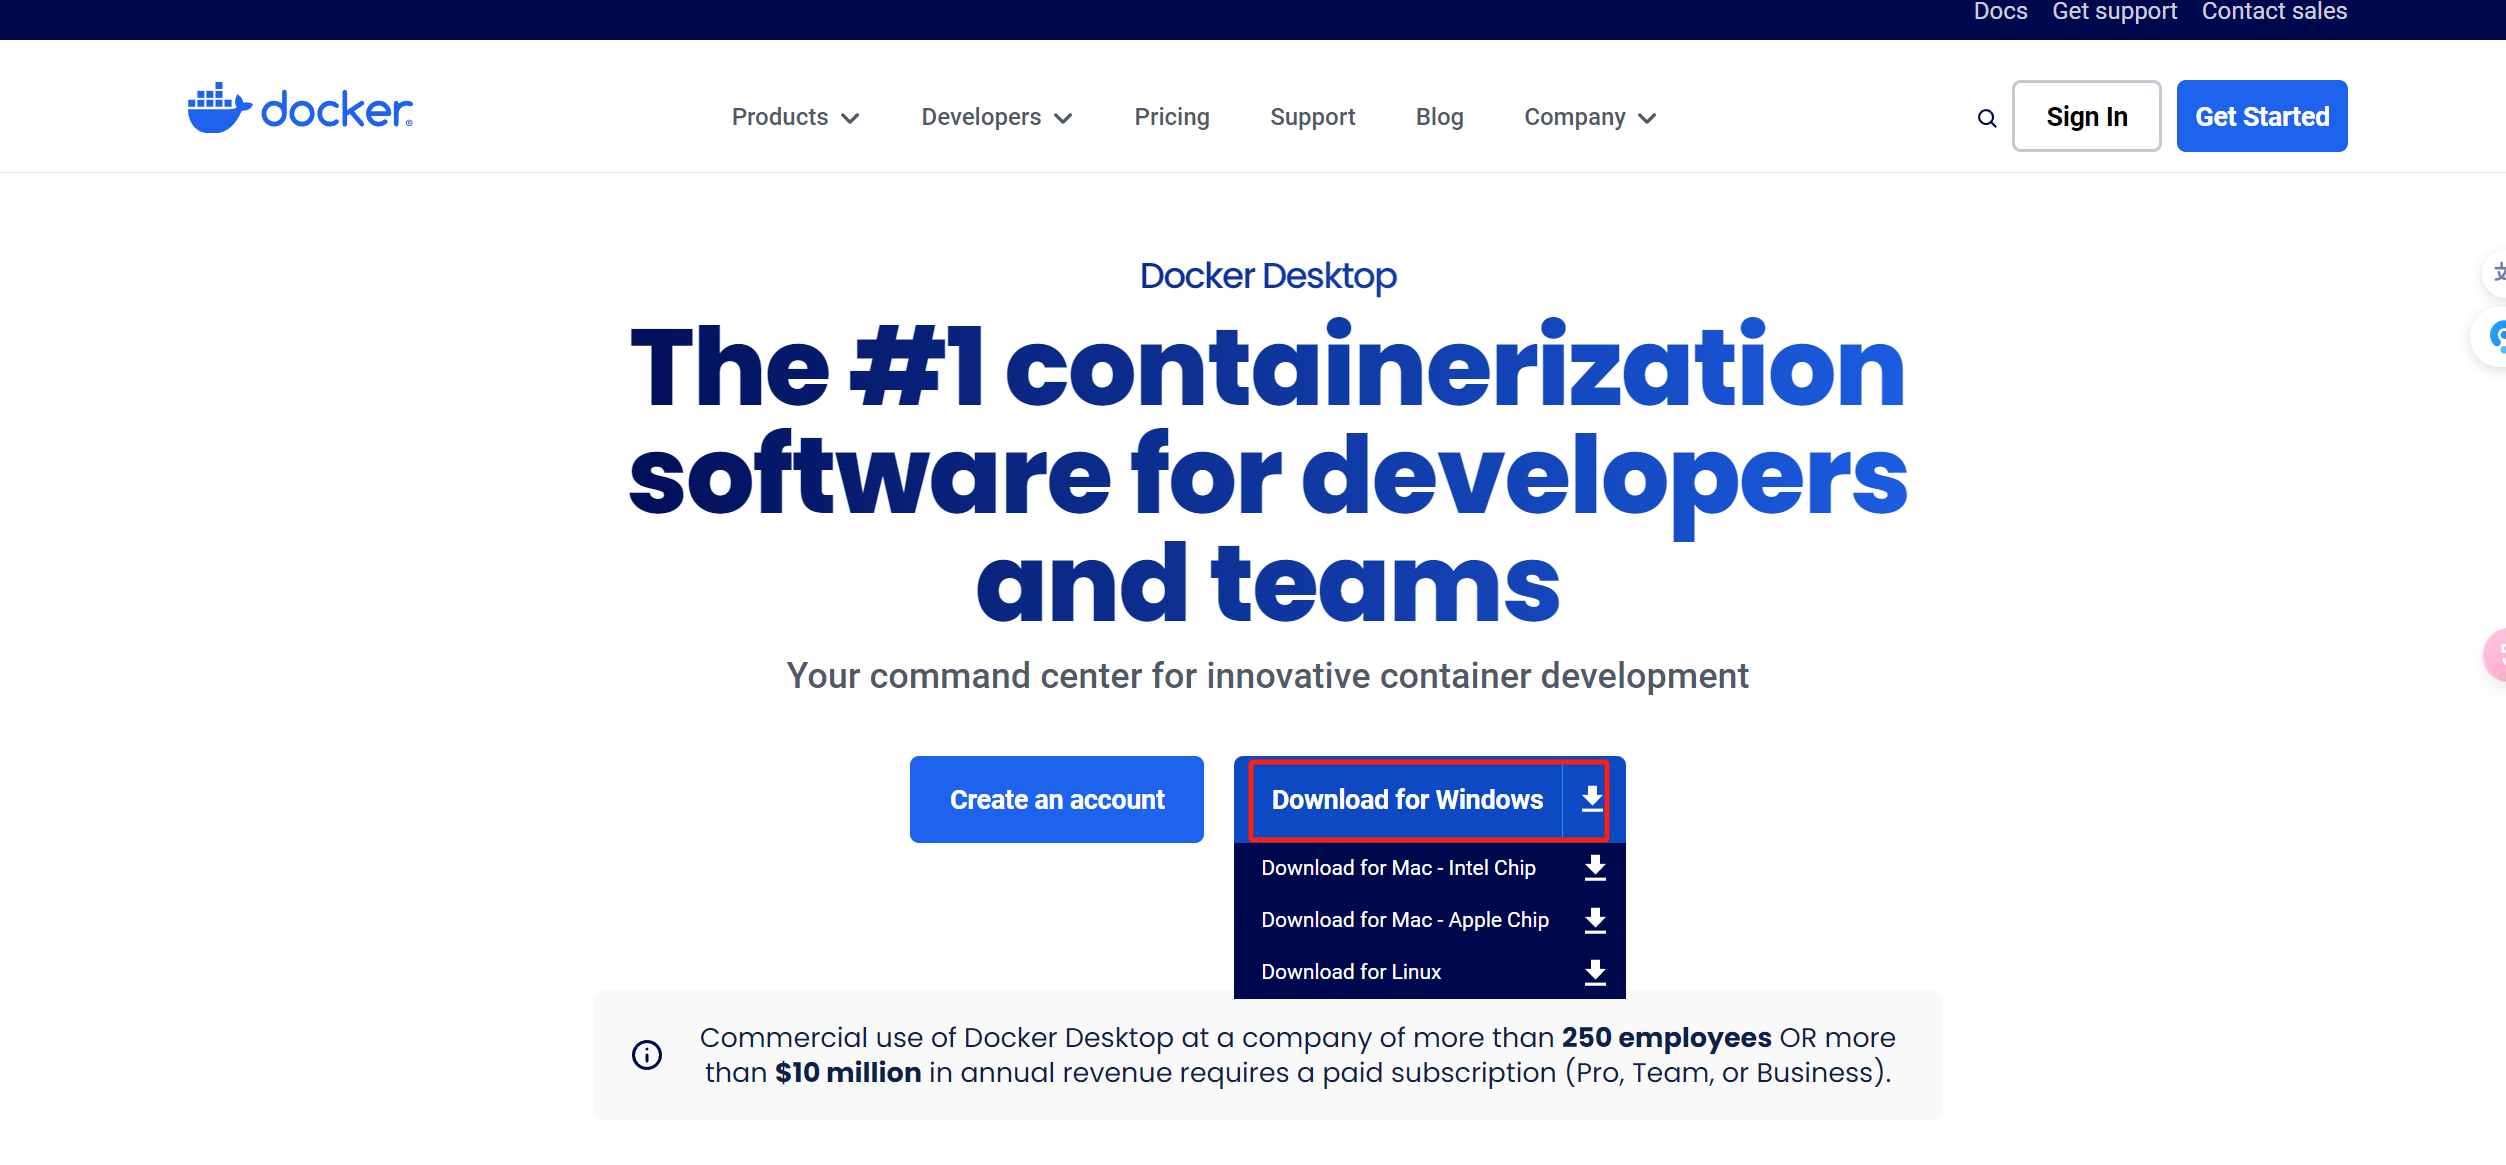 Docs Get support Contact sales
docker
Products Developers Pricing Support Blog Company Sign In Get Started
Docker Desktop
The #1 containerization
software for developers
and teams
Your command center for innovative container development
Create an account Download for Windows
Download for Mac - Intel Chip
Download for Mac - Apple Chip
Download for Linux
Commercial use of Docker Desktop at a company of more than 250 employees OR more
than $10 million in annual revenue requires a paid subscription (Pro, Team, or Business).